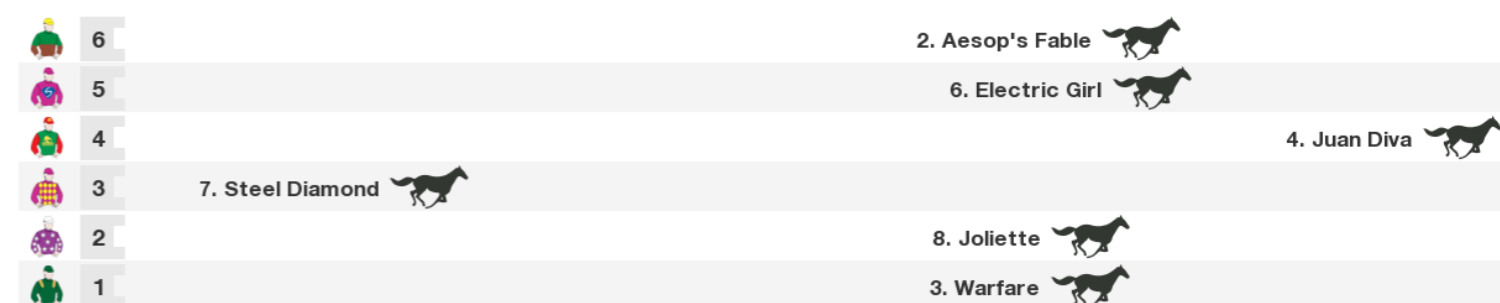 6 2. Aesop's Fable
5 6. Electric Girl
4 4. Juan Diva
3 7. Steel Diamond
2 8. Joliette
1 3. Warfare